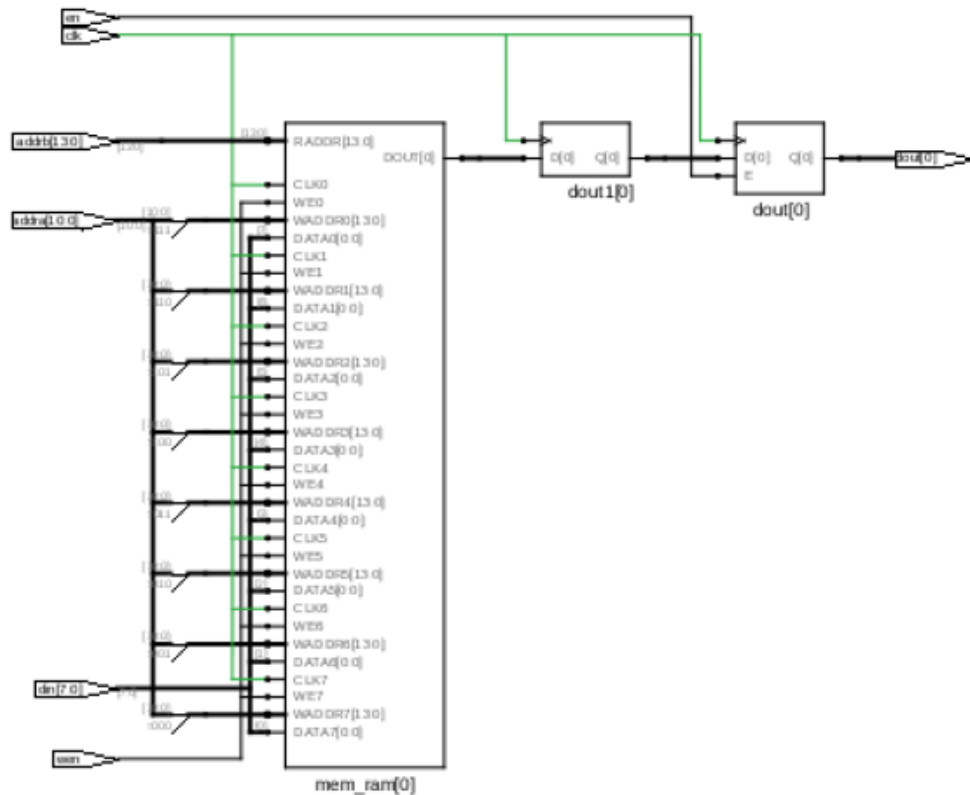 en
clk
addrb[13:0]
RADDR[13:0]
DOUT[0]
D[0]
Q[0]
dout1[0]
D[0]
Q[0]
E
dout[0]
dout[0]
CLK0
WE0
addra[10:0]
[10:0]
WADDR0[13:0]
DATA0[0:0]
CLK1
WE1
WADDR1[13:0]
DATA1[0:0]
CLK2
WE2
WADDR2[13:0]
DATA2[0:0]
CLK3
WE3
WADDR3[13:0]
DATA3[0:0]
CLK4
WE4
WADDR4[13:0]
DATA4[0:0]
CLK5
WE5
WADDR5[13:0]
DATA5[0:0]
CLK6
WE6
WADDR6[13:0]
DATA6[0:0]
CLK7
din[7:0]
WE7
WADDR7[13:0]
DATA7[0:0]
wen
mem_ram[0]